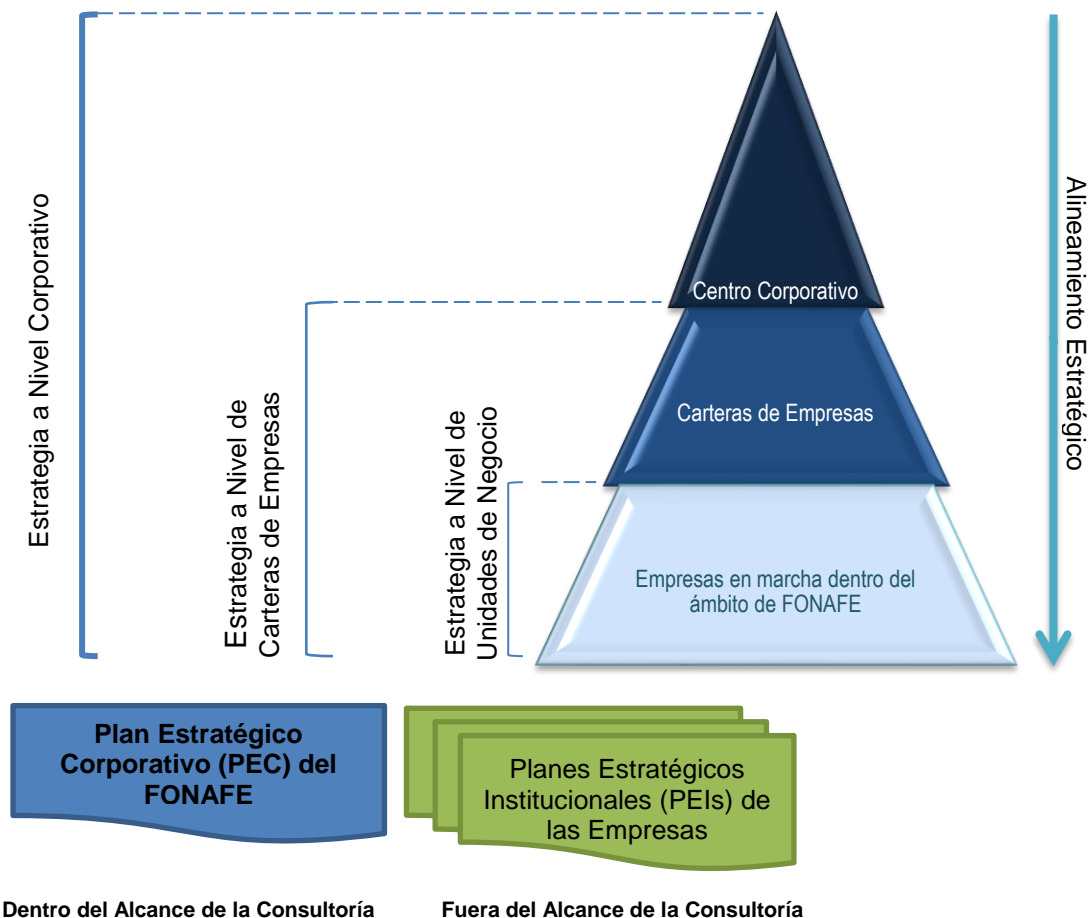 Estrategia a Nivel Corporativo
Estrategia a Nivel de
Carteras de Empresas
Estrategia a Nivel de
Unidades de Negocio
Centro Corporativo
Carteras de Empresas
Empresas en marcha dentro del
ámbito de FONAFE
Alineamiento Estratégico
Plan Estratégico
Corporativo (PEC) del
FONAFE
Planes Estratégicos
Institucionales (PEIs) de
las Empresas
Dentro del Alcance de la Consultoría
Fuera del Alcance de la Consultoría